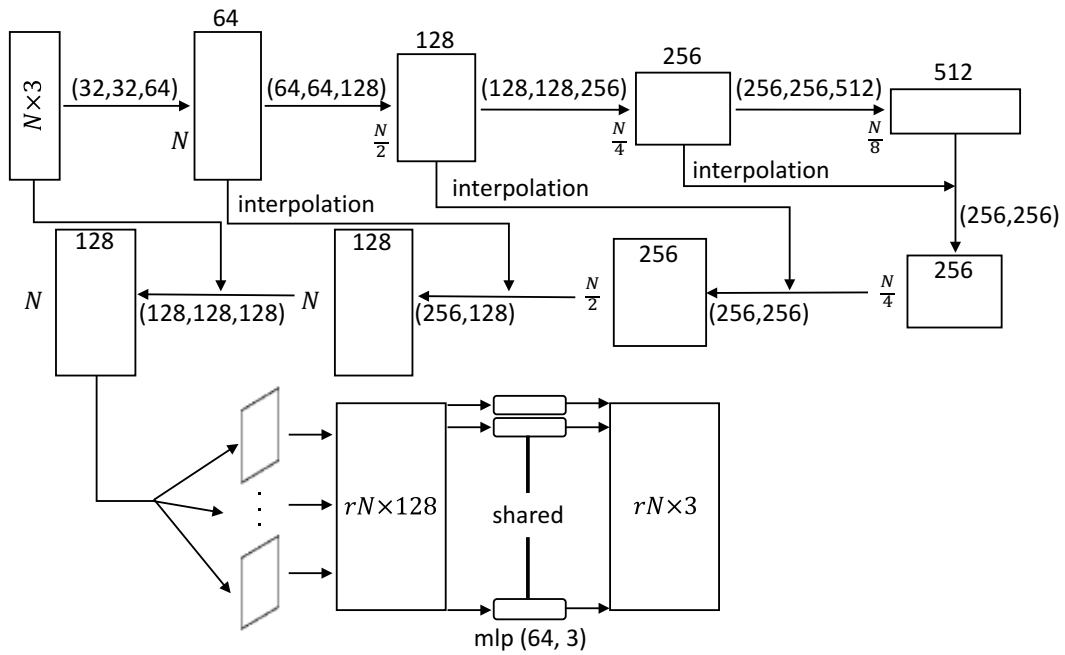 64
128
256
512
N×3
(32,32,64)
(64,64,128)
(128,128,256)
(256,256,512)
N
N/2
N/4
N/8
interpolation
interpolation
interpolation
(256,256)
128
128
256
256
N
N
N/2
N/4
(128,128,128)
(256,128)
(256,256)
⋮
rN×128
shared
rN×3
mlp (64, 3)